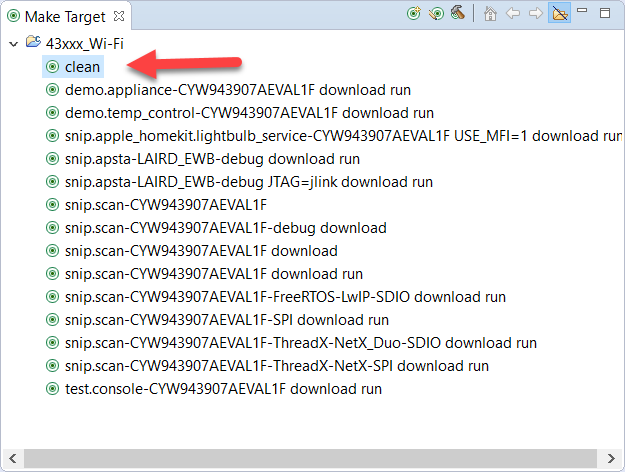 Make Target
43xxx_Wi-Fi
clean
demo.appliance-CYW943907AEVAL1F download run
demo.temp_control-CYW943907AEVAL1F download run
snip.apple_homekit.lightbulb_service-CYW943907AEVAL1F USE_MFI=1 download run
snip.apsta-LAIRD_EWB-debug download run
snip.apsta-LAIRD_EWB-debug JTAG=jlink download run
snip.scan-CYW943907AEVAL1F
snip.scan-CYW943907AEVAL1F-debug download
snip.scan-CYW943907AEVAL1F download
snip.scan-CYW943907AEVAL1F download run
snip.scan-CYW943907AEVAL1F-FreeRTOS-LwIP-SDIO download run
snip.scan-CYW943907AEVAL1F-SPI download run
snip.scan-CYW943907AEVAL1F-ThreadX-NetX_Duo-SDIO download run
snip.scan-CYW943907AEVAL1F-ThreadX-NetX-SPI download run
test.console-CYW943907AEVAL1F download run